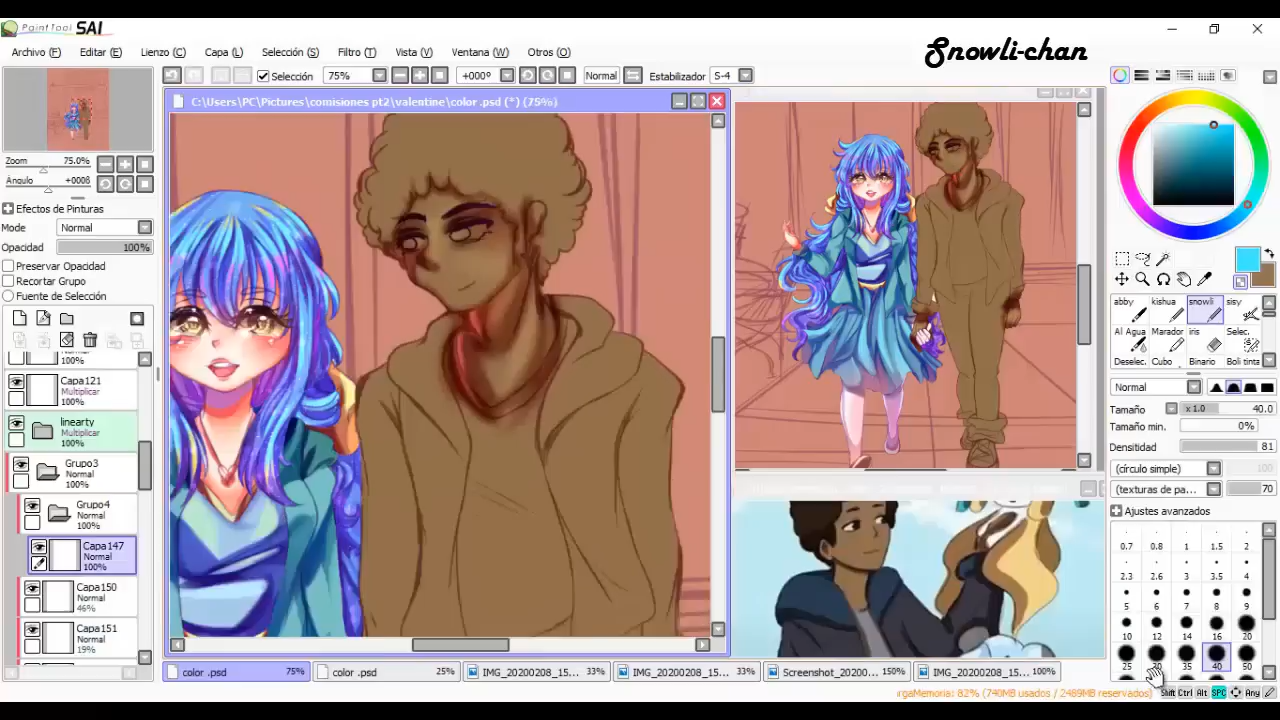 PaintTool SAI
Snowli-chan
Archivo (F) Editar (E) Lienzo (C) Capa (L) Selección (S) Filtro (T) Vista (V) Ventana (W) Otros (O)
Selección 75% +000º Normal Estabilizador S-4
C:\Users\PC\Pictures\comisiones pt2\valentine\color.psd (*) (75%)
Zoom 75.0%
Ángulo +000ß
Efectos de Pinturas
Mode Normal
Opacidad 100%
Preservar Opacidad
Recortar Grupo
Fuente de Selección
100%
Capa121
Multiplicar
100%
linearty
Multiplicar
100%
Grupo3
Normal
100%
Grupo4
Normal
100%
Capa147
Normal
100%
Capa150
Normal
46%
Capa151
Normal
19%
abby kishua snowli sisy
Al Agua Marador iris Selec.
Deselec. Cubo Binario Boli tinta
Normal
Tamaño x 1.0 40.0
Tamaño min. 0%
Densitidad 81
(círculo simple) 100
(texturas de pa... 70
Ajustes avanzados
0.7 0.8 1 1.5 2
2.3 2.6 3 3.5 4
5 6 7 8 9
10 12 14 16 20
25 30 35 40 50
color .psd 75% color .psd 25% IMG_20200208_15... 33% IMG_20200208_15... 33% Screenshot_20200... 150% IMG_20200208_15... 100%
rgaMemoria: 82% (740MB usados / 2489MB reservados) Shift Ctrl Alt SPC Any